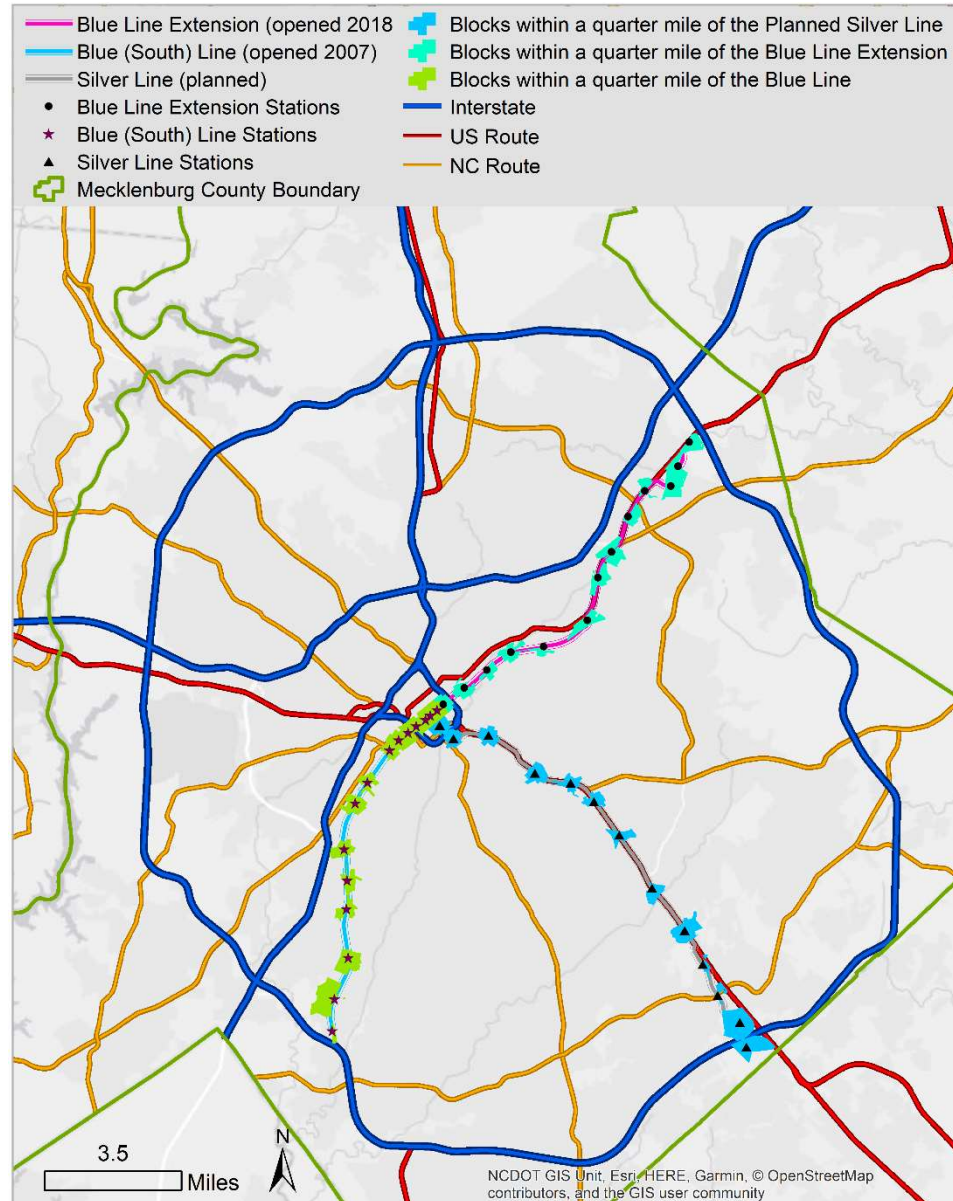 Blue Line Extension (opened 2018
Blue (South) Line (opened 2007)
Silver Line (planned)
Blue Line Extension Stations
Blue (South) Line Stations
Silver Line Stations
Mecklenburg County Boundary
Blocks within a quarter mile of the Planned Silver Line
Blocks within a quarter mile of the Blue Line Extension
Blocks within a quarter mile of the Blue Line
Interstate
US Route
NC Route
3.5
Miles
N
NCDOT GIS Unit, Esri, HERE, Garmin, © OpenStreetMap
contributors, and the GIS user community